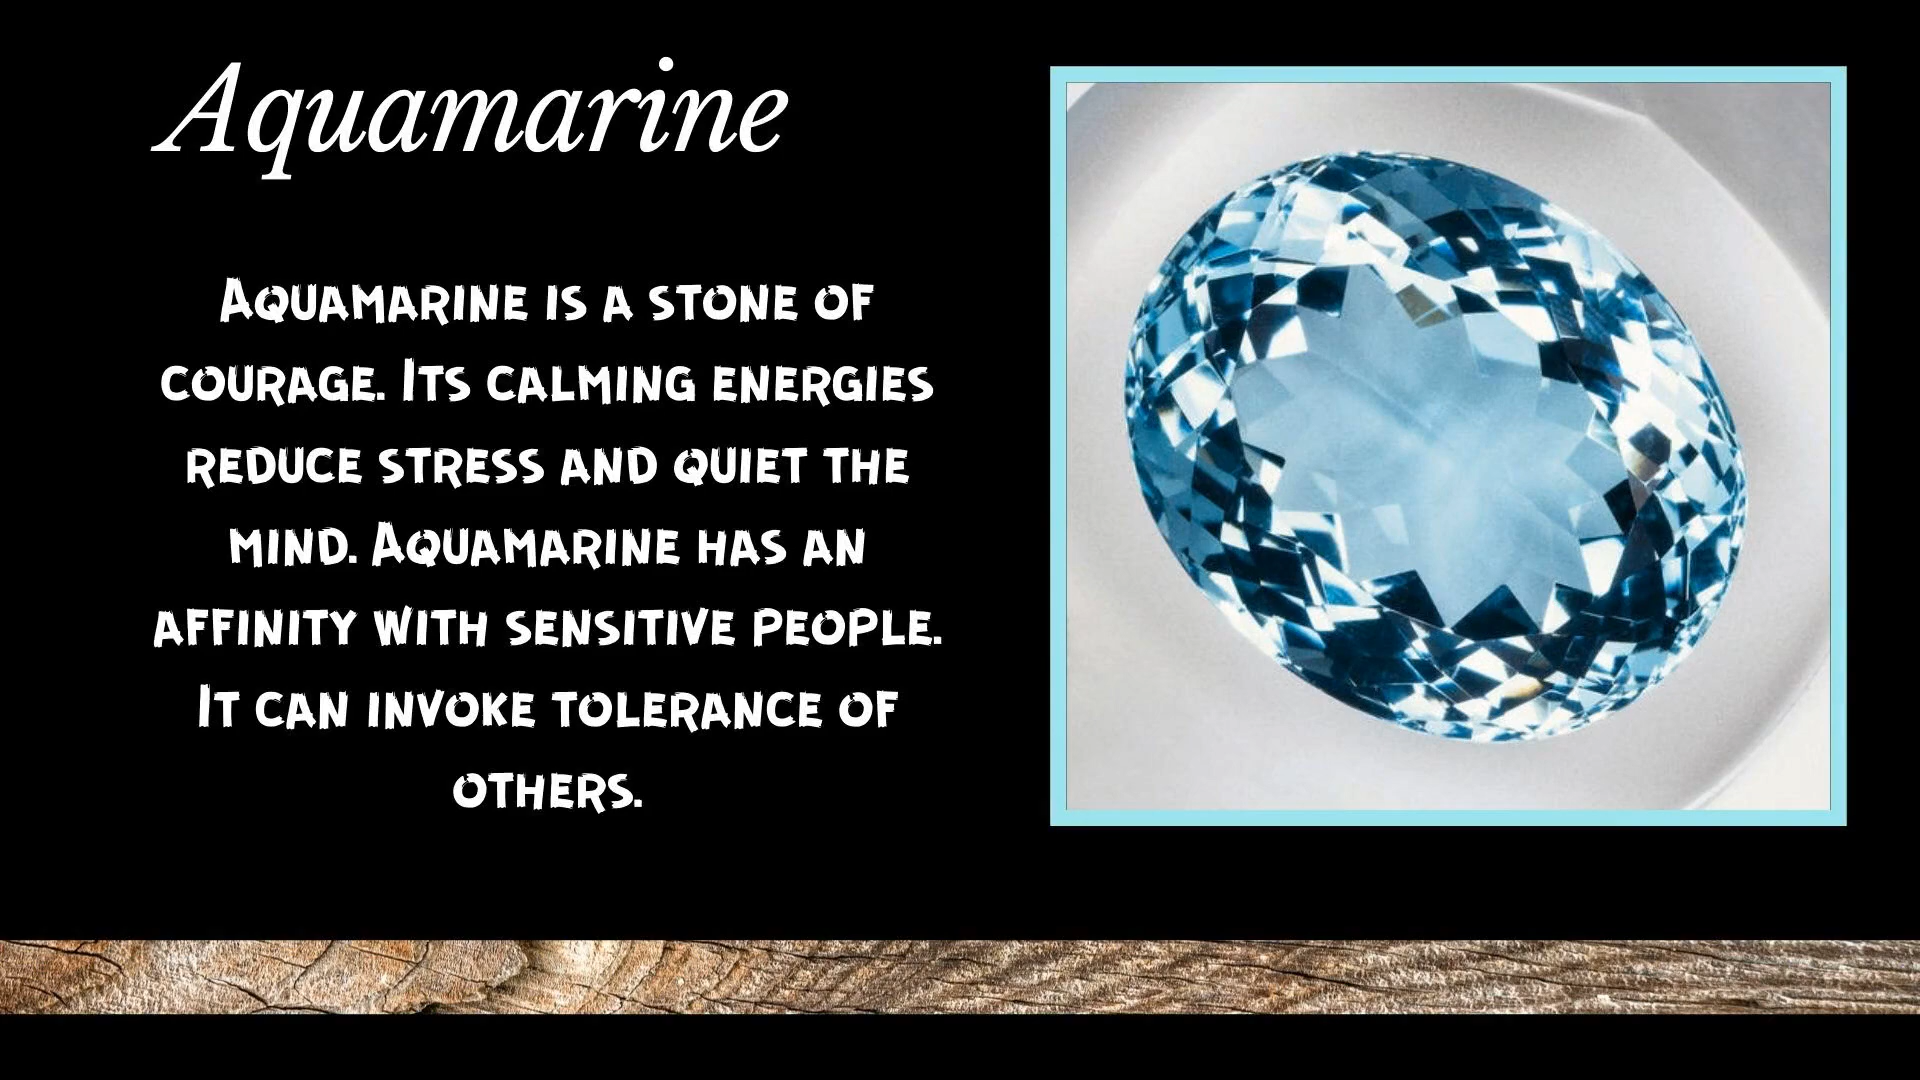 Aquamarine
Aquamarine is a stone of
courage. Its calming energies
reduce stress and quiet the
mind. Aquamarine has an
affinity with sensitive people.
It can invoke tolerance of
others.